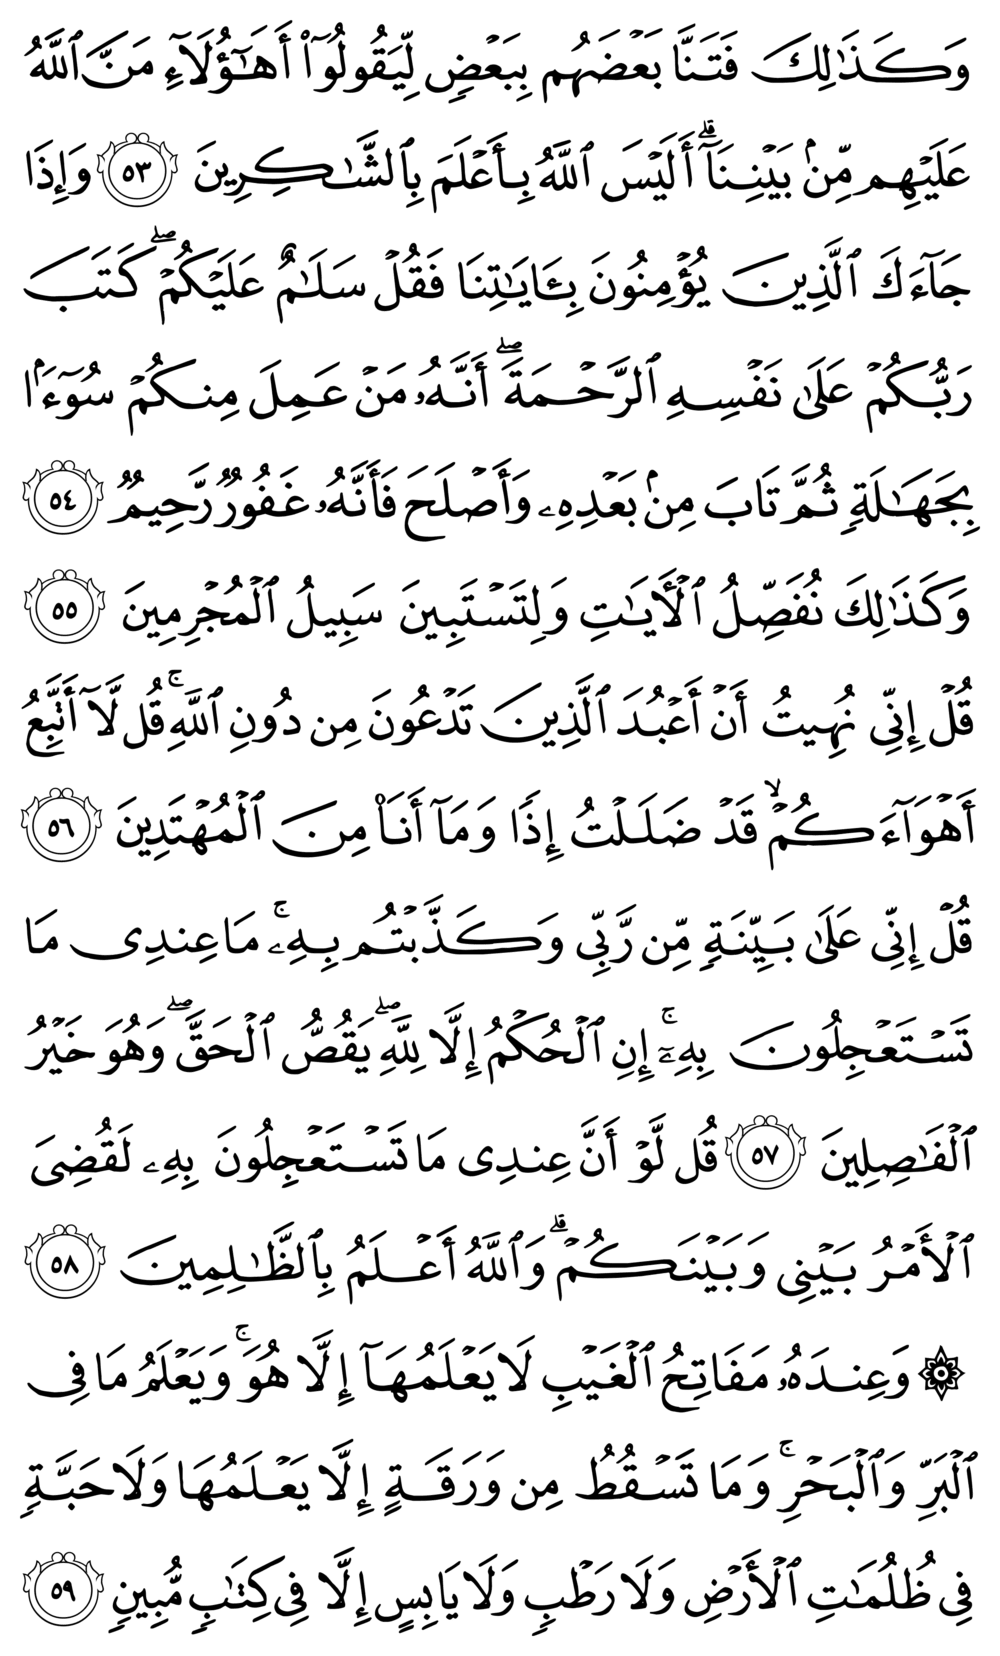 وَكَذَٰلِكَ فَتَنَّا بَعۡضَهُم بِبَعۡضٖ لِّيَقُولُوٓاْ أَهَٰٓؤُلَآءِ مَنَّ ٱللَّهُ
عَلَيۡهِم مِّنۢ بَيۡنِنَآۗ أَلَيۡسَ ٱللَّهُ بِأَعۡلَمَ بِٱلشَّٰكِرِينَ ٥٣ وَإِذَا
جَآءَكَ ٱلَّذِينَ يُؤۡمِنُونَ بِـَٔايَٰتِنَا فَقُلۡ سَلَٰمٌ عَلَيۡكُمۡۖ كَتَبَ
رَبُّكُمۡ عَلَىٰ نَفۡسِهِ ٱلرَّحۡمَةَۖ أَنَّهُۥ مَنۡ عَمِلَ مِنكُمۡ سُوٓءَۢا
بِجَهَٰلَةٖ ثُمَّ تَابَ مِنۢ بَعۡدِهِۦ وَأَصۡلَحَ فَأَنَّهُۥ غَفُورٞ رَّحِيمٞ ٥٤
وَكَذَٰلِكَ نُفَصِّلُ ٱلۡأٓيَٰتِ وَلِتَسۡتَبِينَ سَبِيلُ ٱلۡمُجۡرِمِينَ ٥٥
قُلۡ إِنِّي نُهِيتُ أَنۡ أَعۡبُدَ ٱلَّذِينَ تَدۡعُونَ مِن دُونِ ٱللَّهِۚ قُل لَّآ أَتَّبِعُ
أَهۡوَآءَكُمۡۙ قَدۡ ضَلَلۡتُ إِذٗا وَمَآ أَنَا۠ مِنَ ٱلۡمُهۡتَدِينَ ٥٦
قُلۡ إِنِّي عَلَىٰ بَيِّنَةٖ مِّن رَّبِّي وَكَذَّبۡتُم بِهِۦۚ مَا عِندِي مَا
تَسۡتَعۡجِلُونَ بِهِۦٓۚ إِنِ ٱلۡحُكۡمُ إِلَّا لِلَّهِۖ يَقُصُّ ٱلۡحَقَّۖ وَهُوَ خَيۡرُ
ٱلۡفَٰصِلِينَ ٥٧ قُل لَّوۡ أَنَّ عِندِي مَا تَسۡتَعۡجِلُونَ بِهِۦ لَقُضِيَ
ٱلۡأَمۡرُ بَيۡنِي وَبَيۡنَكُمۡۗ وَٱللَّهُ أَعۡلَمُ بِٱلظَّٰلِمِينَ ٥٨
۞ وَعِندَهُۥ مَفَاتِحُ ٱلۡغَيۡبِ لَا يَعۡلَمُهَآ إِلَّا هُوَۚ وَيَعۡلَمُ مَا فِي
ٱلۡبَرِّ وَٱلۡبَحۡرِۚ وَمَا تَسۡقُطُ مِن وَرَقَةٍ إِلَّا يَعۡلَمُهَا وَلَا حَبَّةٖ
فِي ظُلُمَٰتِ ٱلۡأَرۡضِ وَلَا رَطۡبٖ وَلَا يَابِسٍ إِلَّا فِي كِتَٰبٖ مُّبِينٖ ٥٩